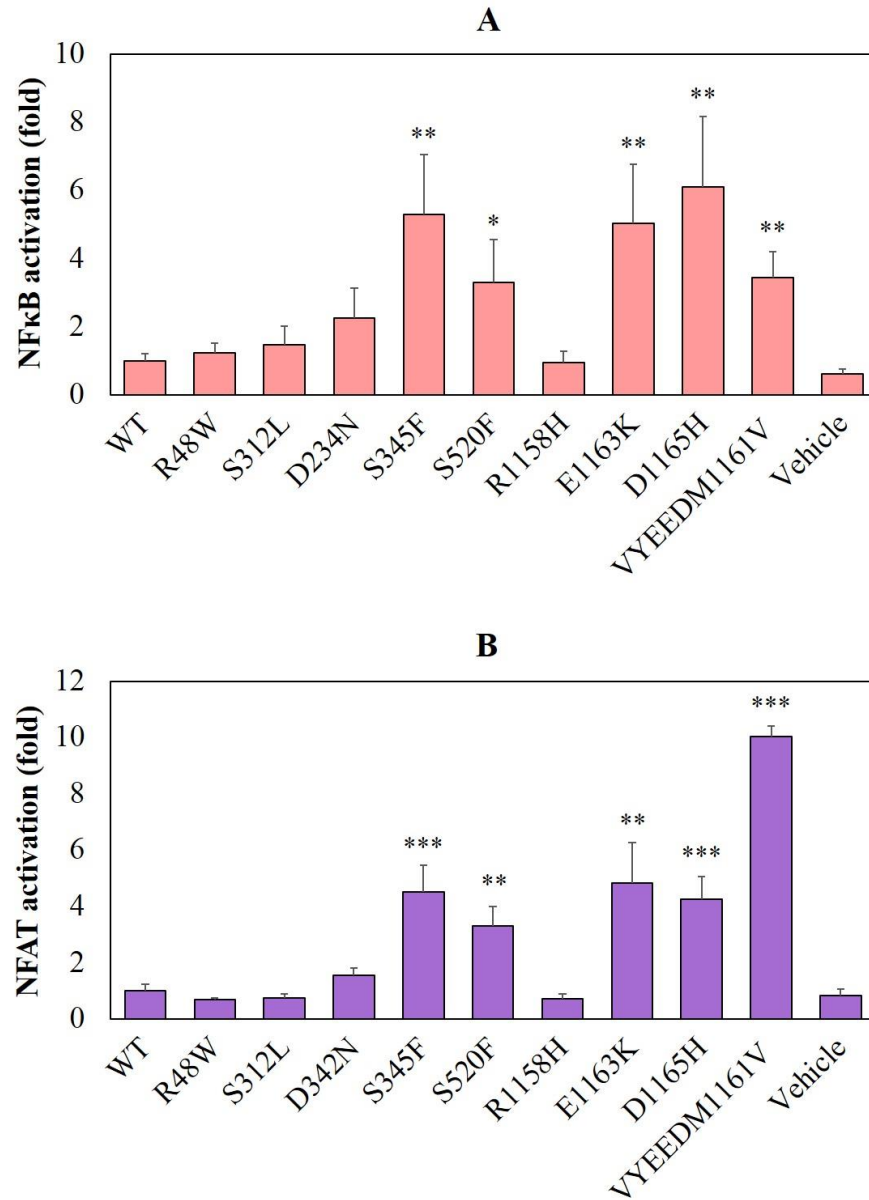 A
NFκB activation (fold)
10
8
6
4
2
0
**
*
**
**
**
WT
R48W
S312L
D234N
S345F
S520F
R1158H
E1163K
D1165H
VYEEDM1161V
Vehicle
B
NFAT activation (fold)
12
10
8
6
4
2
0
***
**
**
***
***
WT
R48W
S312L
D342N
S345F
S520F
R1158H
E1163K
D1165H
VYEEDM1161V
Vehicle